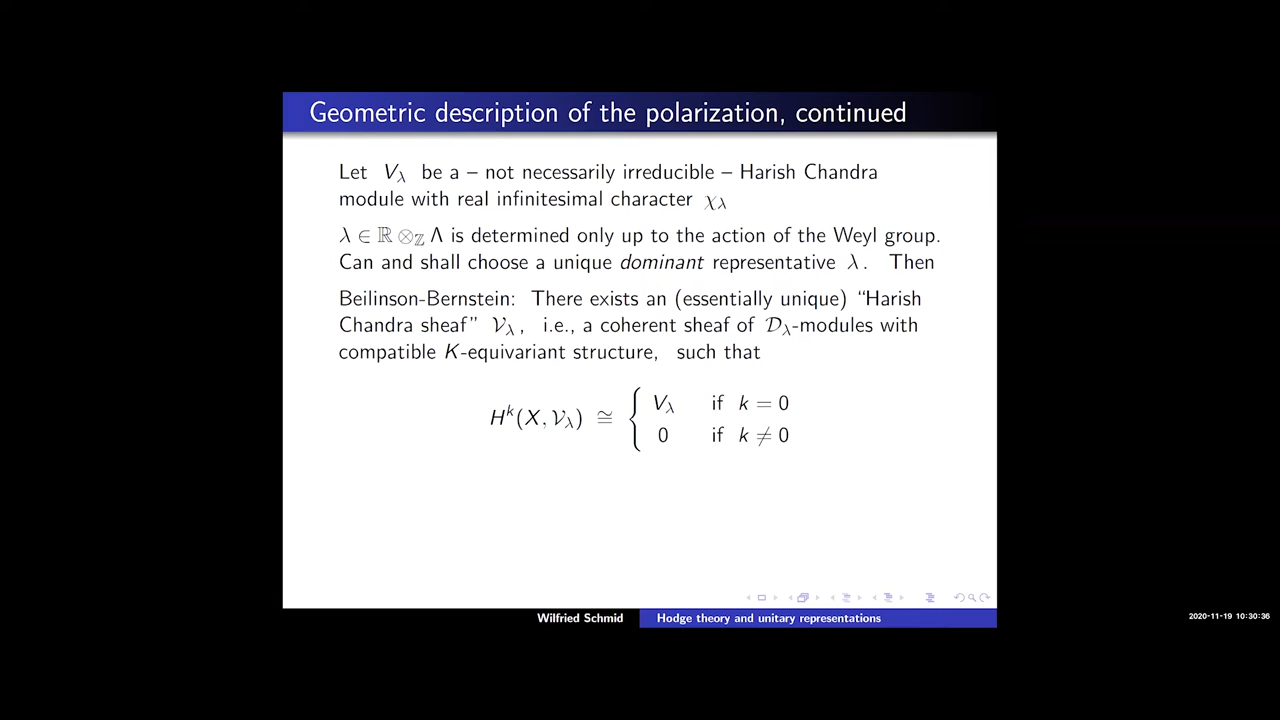 Geometric description of the polarization, continued
Let V_λ be a – not necessarily irreducible – Harish Chandra
module with real infinitesimal character χ_λ
λ ∈ ℝ ⊗_ℤ Λ is determined only up to the action of the Weyl group.
Can and shall choose a unique dominant representative λ . Then
Beilinson-Bernstein: There exists an (essentially unique) “Harish
Chandra sheaf” 𝒱_λ , i.e., a coherent sheaf of 𝒟_λ-modules with
compatible K-equivariant structure, such that
H^k(X, 𝒱_λ) ≅ { V_λ if k = 0
0 if k ≠ 0
Wilfried Schmid
Hodge theory and unitary representations
2020-11-19 10:30:36